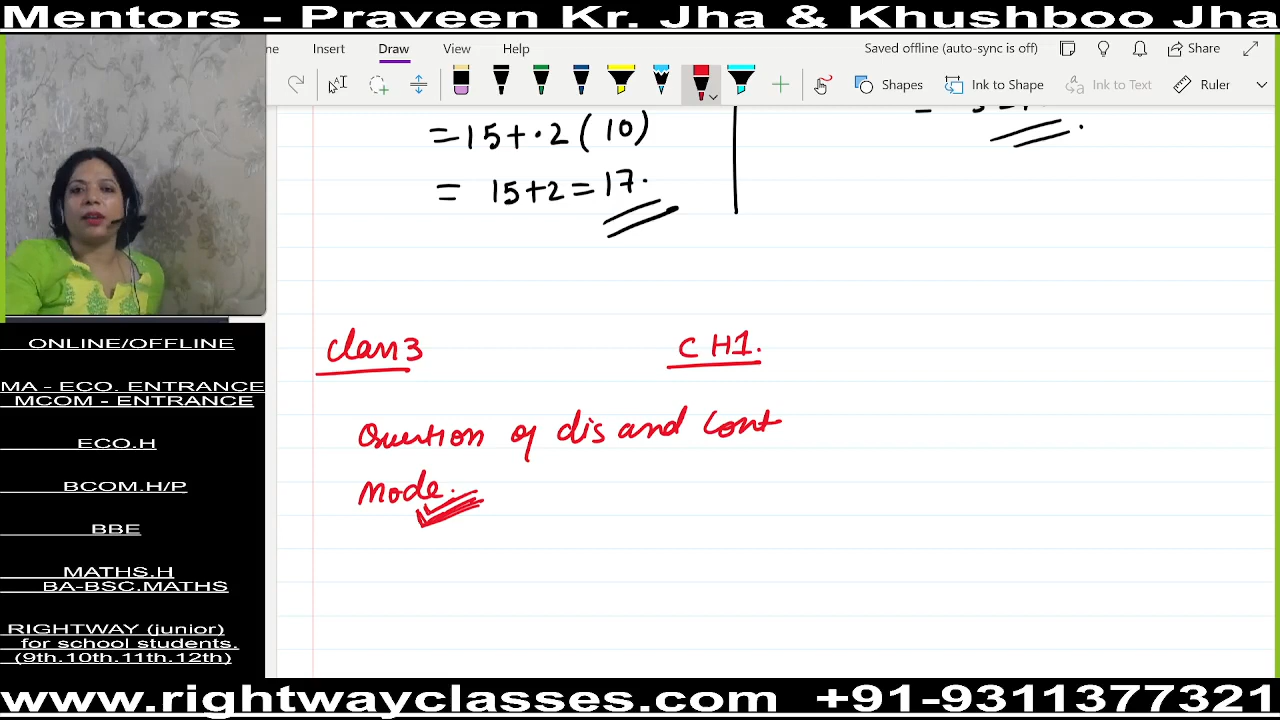 Mentors - Praveen Kr. Jha & Khushboo Jha
Insert Draw View Help
Saved offline (auto-sync is off)
Share
Shapes
Ink to Shape
Ink to Text
Ruler
=15+·2(10)
= 15+2=17.
Class 3
CH1.
Question of dis and cont
Mode.
ONLINE/OFFLINE
MA - ECO. ENTRANCE
MCOM - ENTRANCE
ECO.H
BCOM.H/P
BBE
MATHS.H
BA-BSC.MATHS
RIGHTWAY (junior)
for school students.
(9th.10th.11th.12th)
www.rightwayclasses.com +91-9311377321